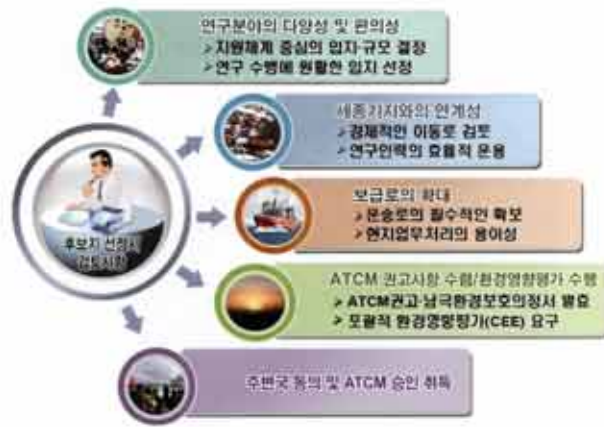 연구분야의 다양성 및 편의성
➤지원체계 중심의 입지·규모 결정
➤연구 수행에 원활한 입지 선정
세종기지와의 연계성
➤경제적인 이동로 검토
➤연구인력의 효율적 운용
후보지 선정시
검토사항
보급로의 확대
➤운송로의 필수적인 확보
➤현지업무처리의 용이성
ATCM 권고사항 수렴/환경영향평가 수행
➤ATCM권고·남극환경보호의정서 발효
➤포괄적 환경영향평가(CEE) 요구
주변국 동의 및 ATCM 승인 취득